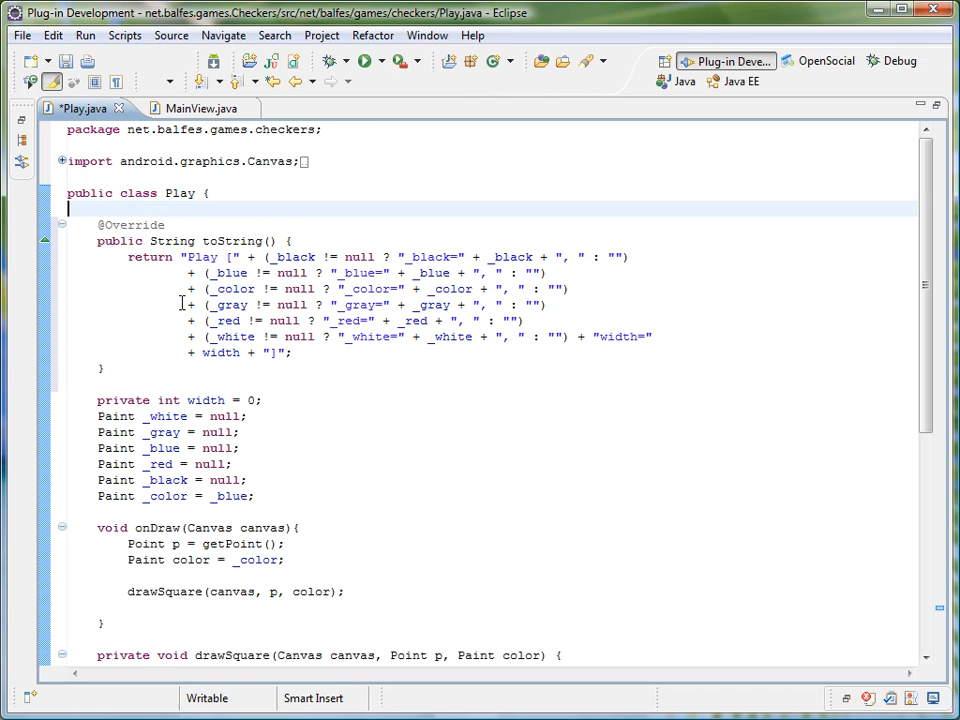 Plug-in Development - net.balfes.games.Checkers/src/net/balfes/games/checkers/Play.java - Eclipse
File Edit Run Scripts Source Navigate Search Project Refactor Window Help
Plug-in Deve... OpenSocial Debug
Java Java EE
*Play.java MainView.java
package net.balfes.games.checkers;
import android.graphics.Canvas;
public class Play {
@Override
public String toString() {
return "Play [" + (_black != null ? "_black=" + _black + ", " : "")
+ (_blue != null ? "_blue=" + _blue + ", " : "")
+ (_color != null ? "_color=" + _color + ", " : "")
+ (_gray != null ? "_gray=" + _gray + ", " : "")
+ (_red != null ? "_red=" + _red + ", " : "")
+ (_white != null ? "_white=" + _white + ", " : "") + "width="
+ width + "]";
}
private int width = 0;
Paint _white = null;
Paint _gray = null;
Paint _blue = null;
Paint _red = null;
Paint _black = null;
Paint _color = _blue;
void onDraw(Canvas canvas){
Point p = getPoint();
Paint color = _color;
drawSquare(canvas, p, color);
}
private void drawSquare(Canvas canvas, Point p, Paint color) {
Writable Smart Insert